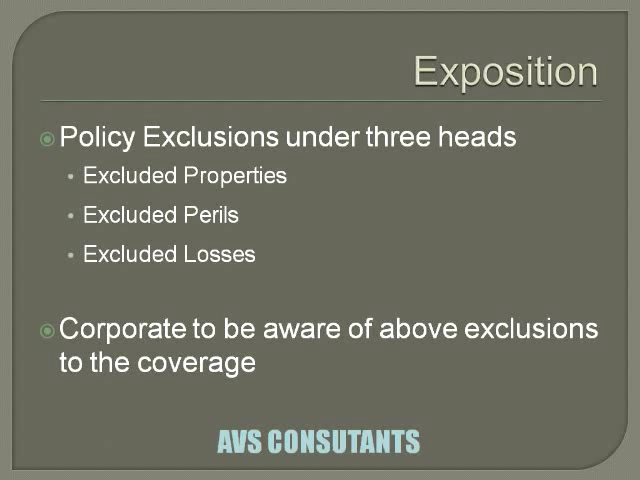 Exposition
Policy Exclusions under three heads
Excluded Properties
Excluded Perils
Excluded Losses
Corporate to be aware of above exclusions
to the coverage
AVS CONSUTANTS